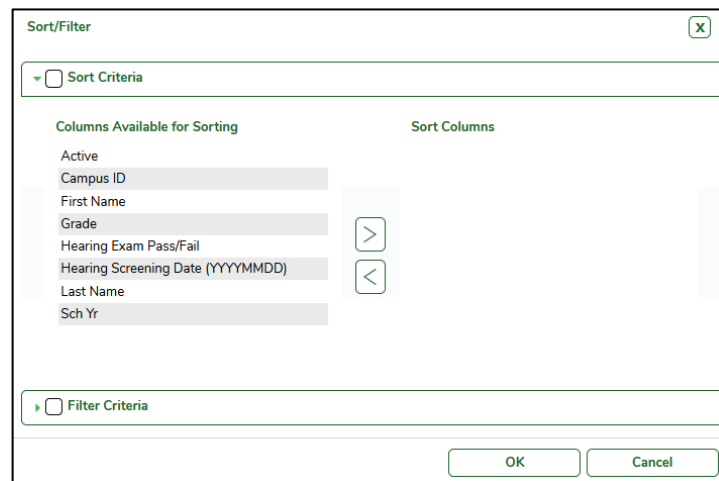 Sort/Filter
X
Sort Criteria
Columns Available for Sorting
Sort Columns
Active
Campus ID
First Name
Grade
Hearing Exam Pass/Fail
Hearing Screening Date (YYYYMMDD)
Last Name
Sch Yr
>
<
Filter Criteria
OK
Cancel